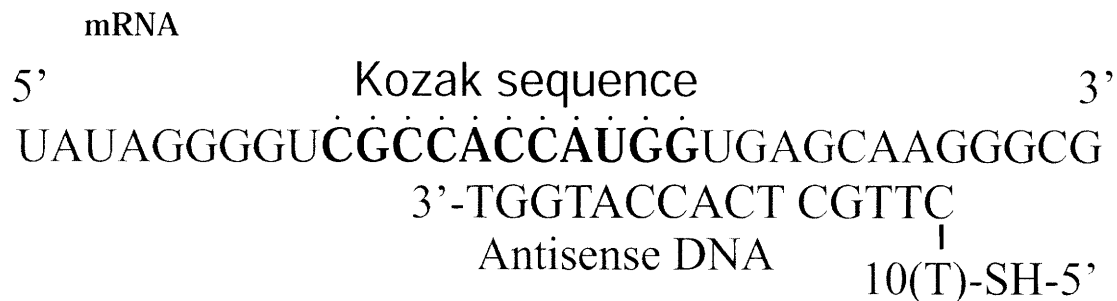 mRNA
5’ Kozak sequence 3’
UAUAGGGGUCGCCACCAUGGUGAGCAAGGGCG
3’-TGGTACCACT CGTTC
Antisense DNA
10(T)-SH-5’